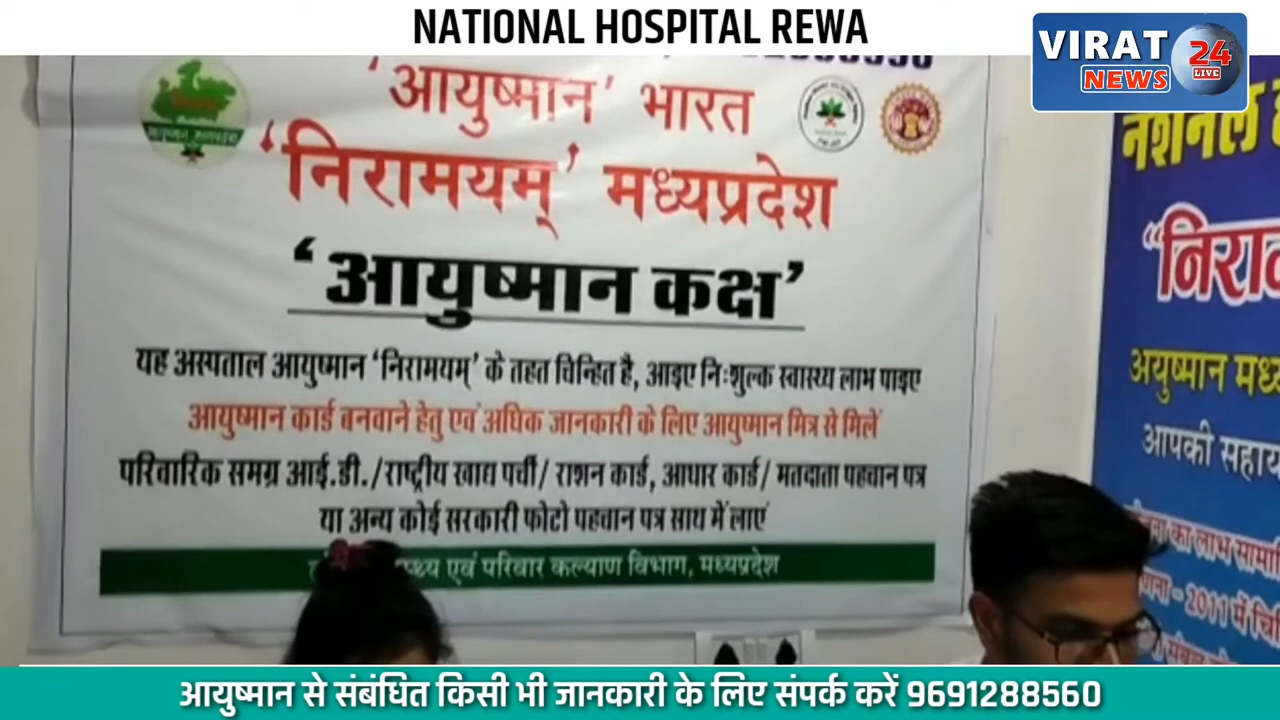 NATIONAL HOSPITAL REWA
VIRAT
24
NEWS
LIVE
'आयुष्मान' भारत
'निरामयम्' मध्यप्रदेश
'आयुष्मान कक्ष'
यह अस्पताल आयुष्मान 'निरामयम्' के तहत चिन्हित है, आइए निःशुल्क स्वास्थ्य लाभ पाइए
आयुष्मान कार्ड बनवाने हेतु एवं अधिक जानकारी के लिए आयुष्मान मित्र से मिलें
परिवारिक समग्र आई.डी./राष्ट्रीय खाद्य पर्ची/ राशन कार्ड, आधार कार्ड/ मतदाता पहचान पत्र
या अन्य कोई सरकारी फोटो पहचान पत्र साथ में लाएं
एवं परिवार कल्याण विभाग, मध्यप्रदेश
नेशनल
"निरा
अयुष्मान मध्य
आपकी सहाय
का लाभ सामाजि
- 2011 में चि
आयुष्मान से संबंधित किसी भी जानकारी के लिए संपर्क करें 9691288560